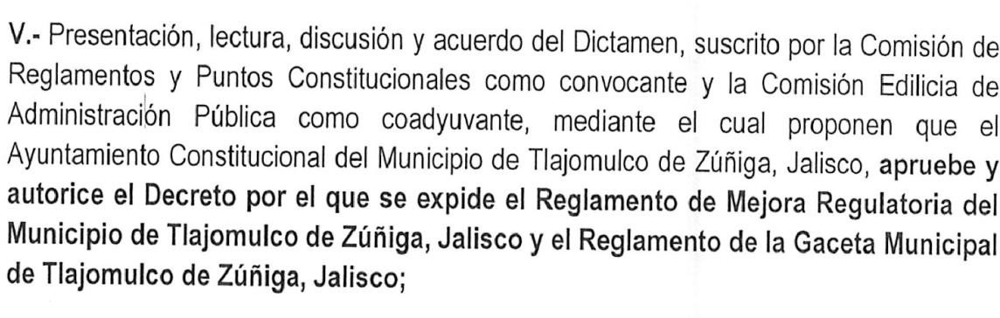 V.- Presentación, lectura, discusión y acuerdo del Dictamen, suscrito por la Comisión de
Reglamentos y Puntos Constitucionales como convocante y la Comisión Edilicia de
Administración Pública como coadyuvante, mediante el cual proponen que el
Ayuntamiento Constitucional del Municipio de Tlajomulco de Zúñiga, Jalisco, apruebe y
autorice el Decreto por el que se expide el Reglamento de Mejora Regulatoria del
Municipio de Tlajomulco de Zúñiga, Jalisco y el Reglamento de la Gaceta Municipal
de Tlajomulco de Zúñiga, Jalisco;